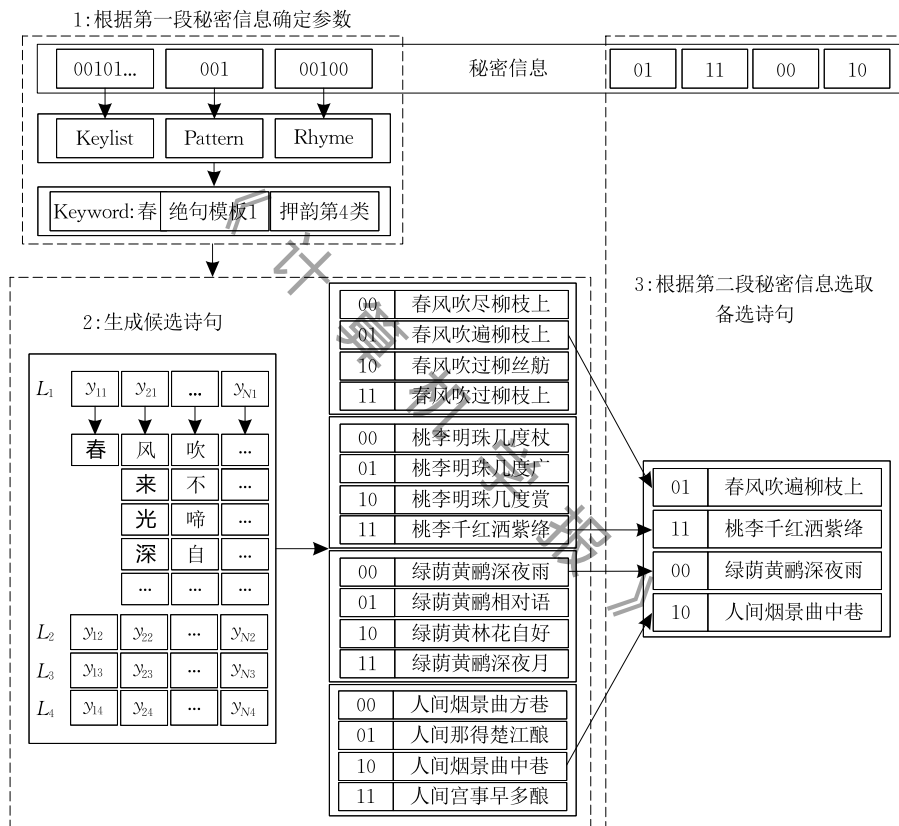 1:根据第一段秘密信息确定参数
00101... 001 00100 秘密信息 01 11 00 10
Keylist Pattern Rhyme
Keyword:春 绝句模板1 押韵第4类
2:生成候选诗句
L1 y11 y21 ... yN1
春 风 吹 ...
来 不 ...
光 啼 ...
深 自 ...
... ... ...
L2 y12 y22 ... yN2
L3 y13 y23 ... yN3
L4 y14 y24 ... yN4
00 春风吹尽柳枝上
01 春风吹遍柳枝上
10 春风吹过柳丝舫
11 春风吹过柳枝上
00 桃李明珠几度杖
01 桃李明珠几度广
10 桃李明珠几度赏
11 桃李千红洒紫绛
00 绿荫黄鹂深夜雨
01 绿荫黄鹂相对语
10 绿荫黄林花自好
11 绿荫黄鹂深夜月
00 人间烟景曲方巷
01 人间那得楚江酿
10 人间烟景曲中巷
11 人间宫事早多酿
3:根据第二段秘密信息选取
备选诗句
01 春风吹遍柳枝上
11 桃李千红洒紫绛
00 绿荫黄鹂深夜雨
10 人间烟景曲中巷
《计算机学报》